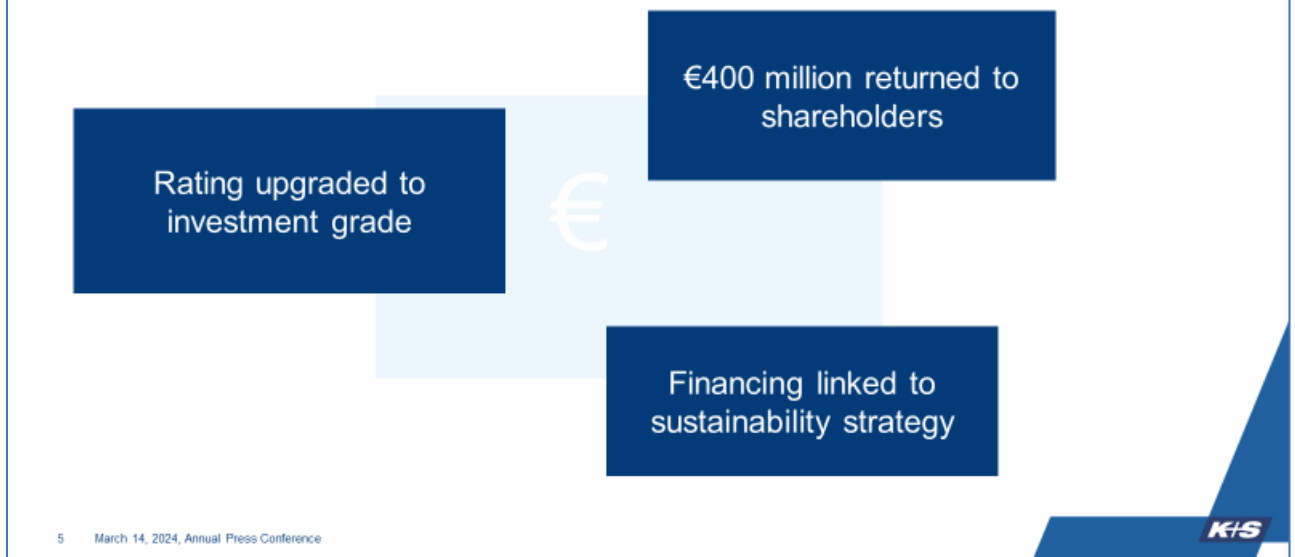 €400 million returned to
shareholders
Rating upgraded to
investment grade
€
Financing linked to
sustainability strategy
5 March 14, 2024, Annual Press Conference
K+S